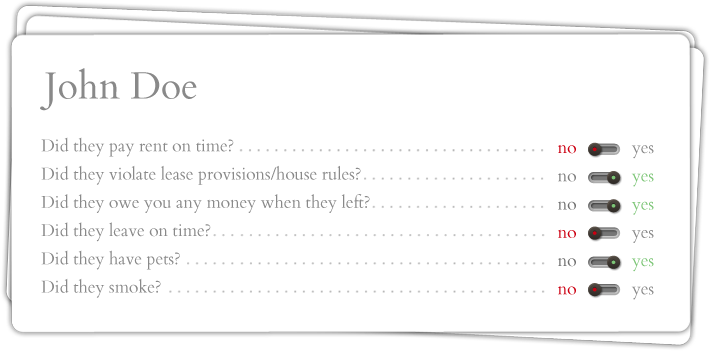 John Doe
Did they pay rent on time? . . . . . . . . . . . . . . . . . . . . . . . . . . . . . . . . . . . . . no yes
Did they violate lease provisions/house rules?. . . . . . . . . . . . . . . . . . . . . . no yes
Did they owe you any money when they left?. . . . . . . . . . . . . . . . . . . . . no yes
Did they leave on time?. . . . . . . . . . . . . . . . . . . . . . . . . . . . . . . . . . . . . . . . no yes
Did they have pets? . . . . . . . . . . . . . . . . . . . . . . . . . . . . . . . . . . . . . . . . . . . no yes
Did they smoke? . . . . . . . . . . . . . . . . . . . . . . . . . . . . . . . . . . . . . . . . . . . . . no yes